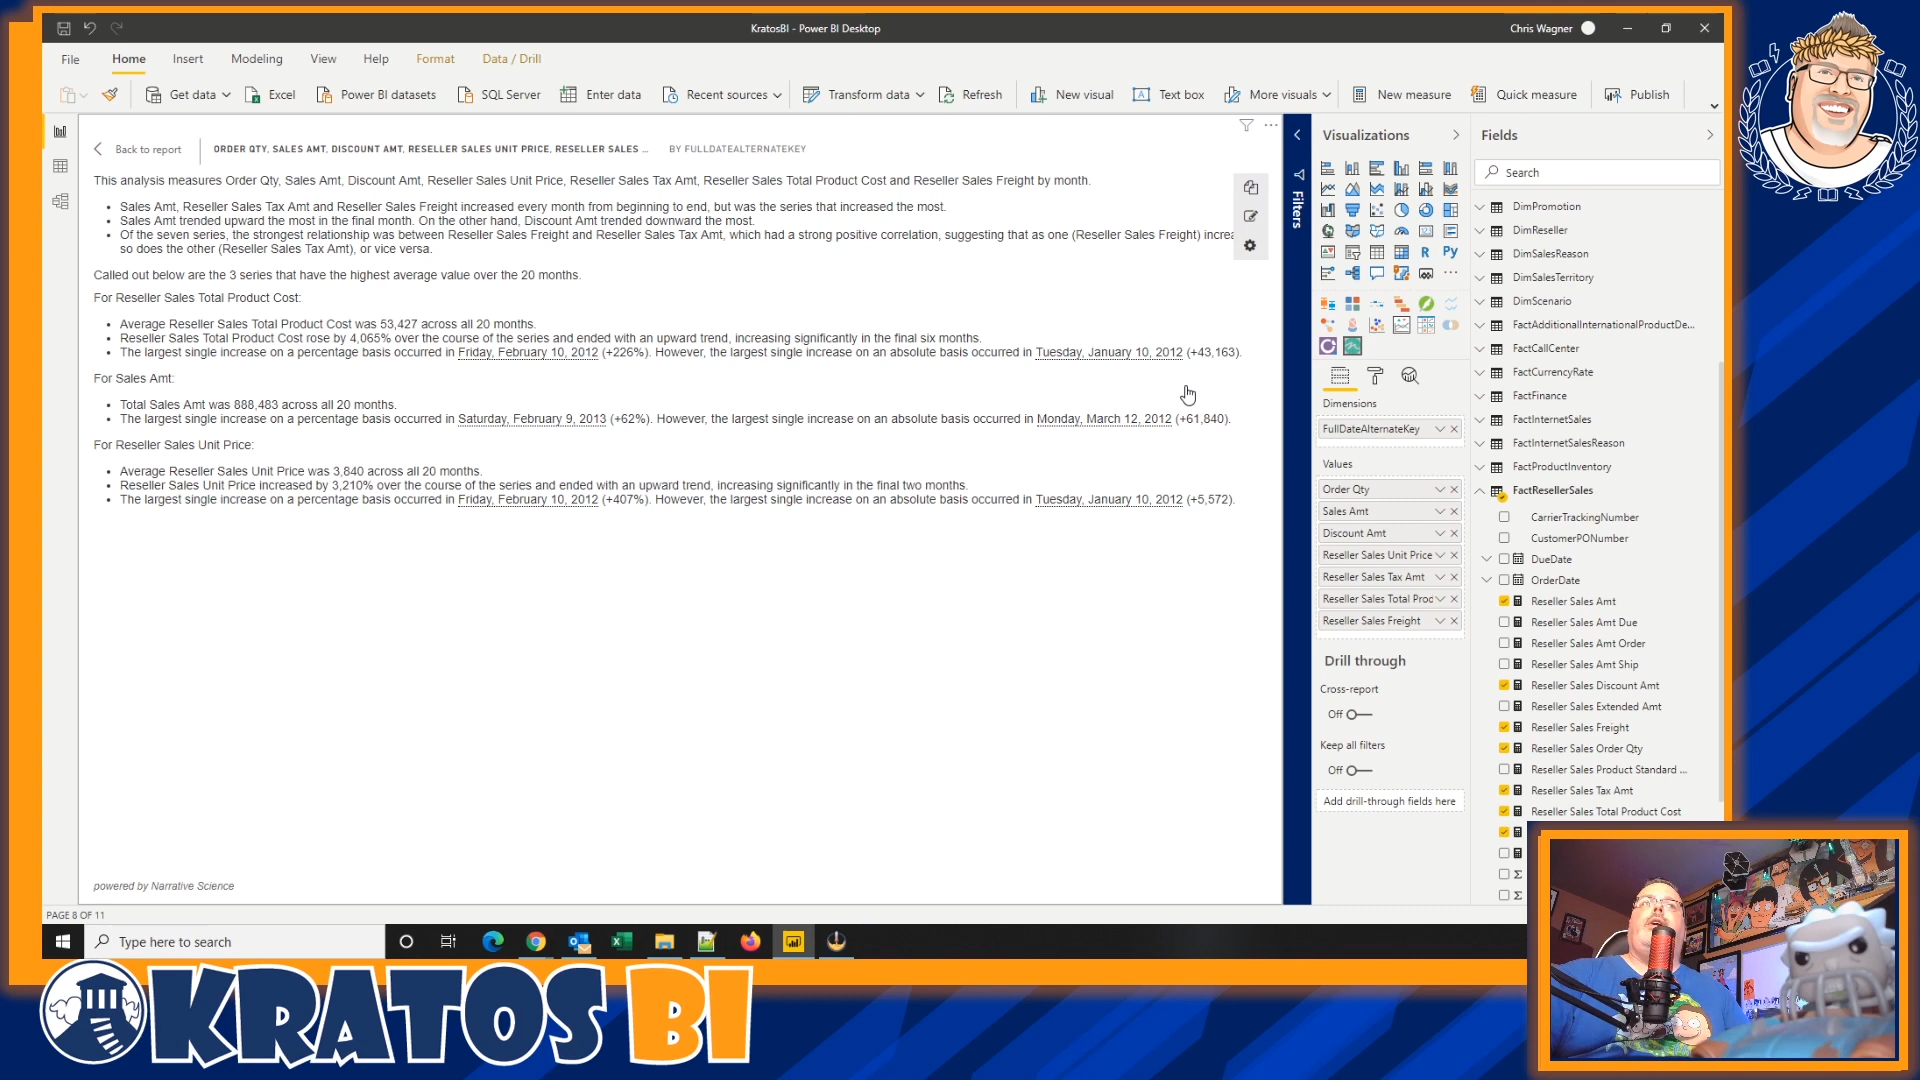 KratosBI - Power BI Desktop
Chris Wagner
File
Home
Insert
Modeling
View
Help
Format
Data / Drill
Get data
Excel
Power BI datasets
SQL Server
Enter data
Recent sources
Transform data
Refresh
New visual
Text box
More visuals
New measure
Quick measure
Publish
Back to report
ORDER QTY, SALES AMT, DISCOUNT AMT, RESELLER SALES UNIT PRICE, RESELLER SALES ...
BY FULLDATEALTERNATEKEY
This analysis measures Order Qty, Sales Amt, Discount Amt, Reseller Sales Unit Price, Reseller Sales Tax Amt, Reseller Sales Total Product Cost and Reseller Sales Freight by month.
• Sales Amt, Reseller Sales Tax Amt and Reseller Sales Freight increased every month from beginning to end, but was the series that increased the most.
• Sales Amt trended upward the most in the final month. On the other hand, Discount Amt trended downward the most.
• Of the seven series, the strongest relationship was between Reseller Sales Freight and Reseller Sales Tax Amt, which had a strong positive correlation, suggesting that as one (Reseller Sales Freight) increa
so does the other (Reseller Sales Tax Amt), or vice versa.
Called out below are the 3 series that have the highest average value over the 20 months.
For Reseller Sales Total Product Cost:
• Average Reseller Sales Total Product Cost was 53,427 across all 20 months.
• Reseller Sales Total Product Cost rose by 4,065% over the course of the series and ended with an upward trend, increasing significantly in the final six months.
• The largest single increase on a percentage basis occurred in Friday, February 10, 2012 (+226%). However, the largest single increase on an absolute basis occurred in Tuesday, January 10, 2012 (+43,163).
For Sales Amt:
• Total Sales Amt was 888,483 across all 20 months.
• The largest single increase on a percentage basis occurred in Saturday, February 9, 2013 (+62%). However, the largest single increase on an absolute basis occurred in Monday, March 12, 2012 (+61,840).
For Reseller Sales Unit Price:
• Average Reseller Sales Unit Price was 3,840 across all 20 months.
• Reseller Sales Unit Price increased by 3,210% over the course of the series and ended with an upward trend, increasing significantly in the final two months.
• The largest single increase on a percentage basis occurred in Friday, February 10, 2012 (+407%). However, the largest single increase on an absolute basis occurred in Tuesday, January 10, 2012 (+5,572).
powered by Narrative Science
PAGE 8 OF 11
Filters
Visualizations
R
Py
Dimensions
FullDateAlternateKey
Values
Order Qty
Sales Amt
Discount Amt
Reseller Sales Unit Price
Reseller Sales Tax Amt
Reseller Sales Total Prod
Reseller Sales Freight
Drill through
Cross-report
Off
Keep all filters
Off
Add drill-through fields here
Fields
Search
DimPromotion
DimReseller
DimSalesReason
DimSalesTerritory
DimScenario
FactAdditionalInternationalProductDe...
FactCallCenter
FactCurrencyRate
FactFinance
FactInternetSales
FactInternetSalesReason
FactProductInventory
FactResellerSales
CarrierTrackingNumber
CustomerPONumber
DueDate
OrderDate
Reseller Sales Amt
Reseller Sales Amt Due
Reseller Sales Amt Order
Reseller Sales Amt Ship
Reseller Sales Discount Amt
Reseller Sales Extended Amt
Reseller Sales Freight
Reseller Sales Order Qty
Reseller Sales Product Standard ...
Reseller Sales Tax Amt
Reseller Sales Total Product Cost
Σ
Σ
Type here to search
KRATOS BI